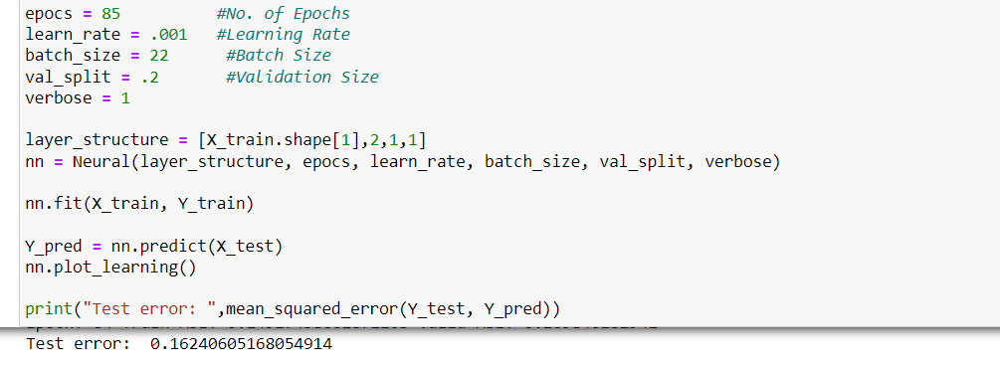 epocs = 85 #No. of Epochs
learn_rate = .001 #Learning Rate
batch_size = 22 #Batch Size
val_split = .2 #Validation Size
verbose = 1
layer_structure = [X_train.shape[1],2,1,1]
nn = Neural(layer_structure, epocs, learn_rate, batch_size, val_split, verbose)
nn.fit(X_train, Y_train)
Y_pred = nn.predict(X_test)
nn.plot_learning()
print("Test error: ",mean_squared_error(Y_test, Y_pred))
Test error: 0.16240605168054914